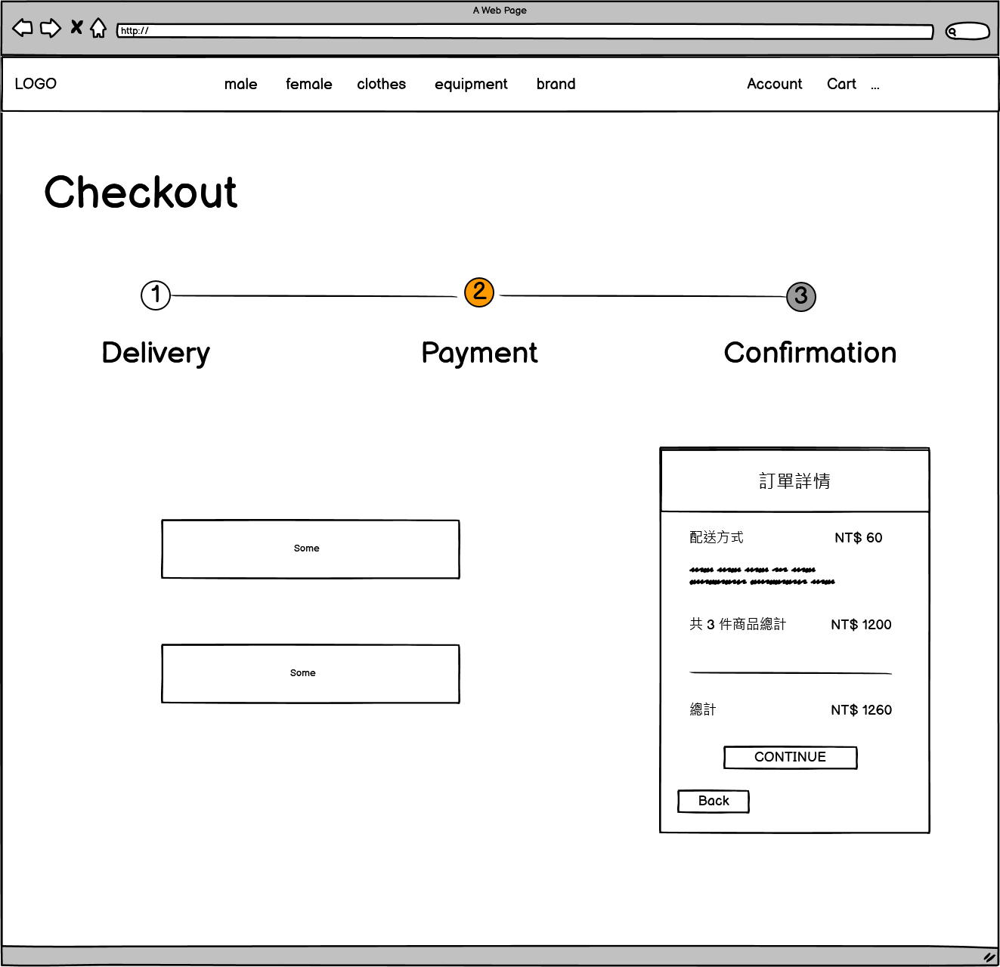 A Web Page
http://
LOGO male female clothes equipment brand Account Cart ...
Checkout
1 2 3
Delivery Payment Confirmation
訂單詳情
配送方式 NT$ 60
Some
共 3 件商品總計 NT$ 1200
Some
總計 NT$ 1260
CONTINUE
Back